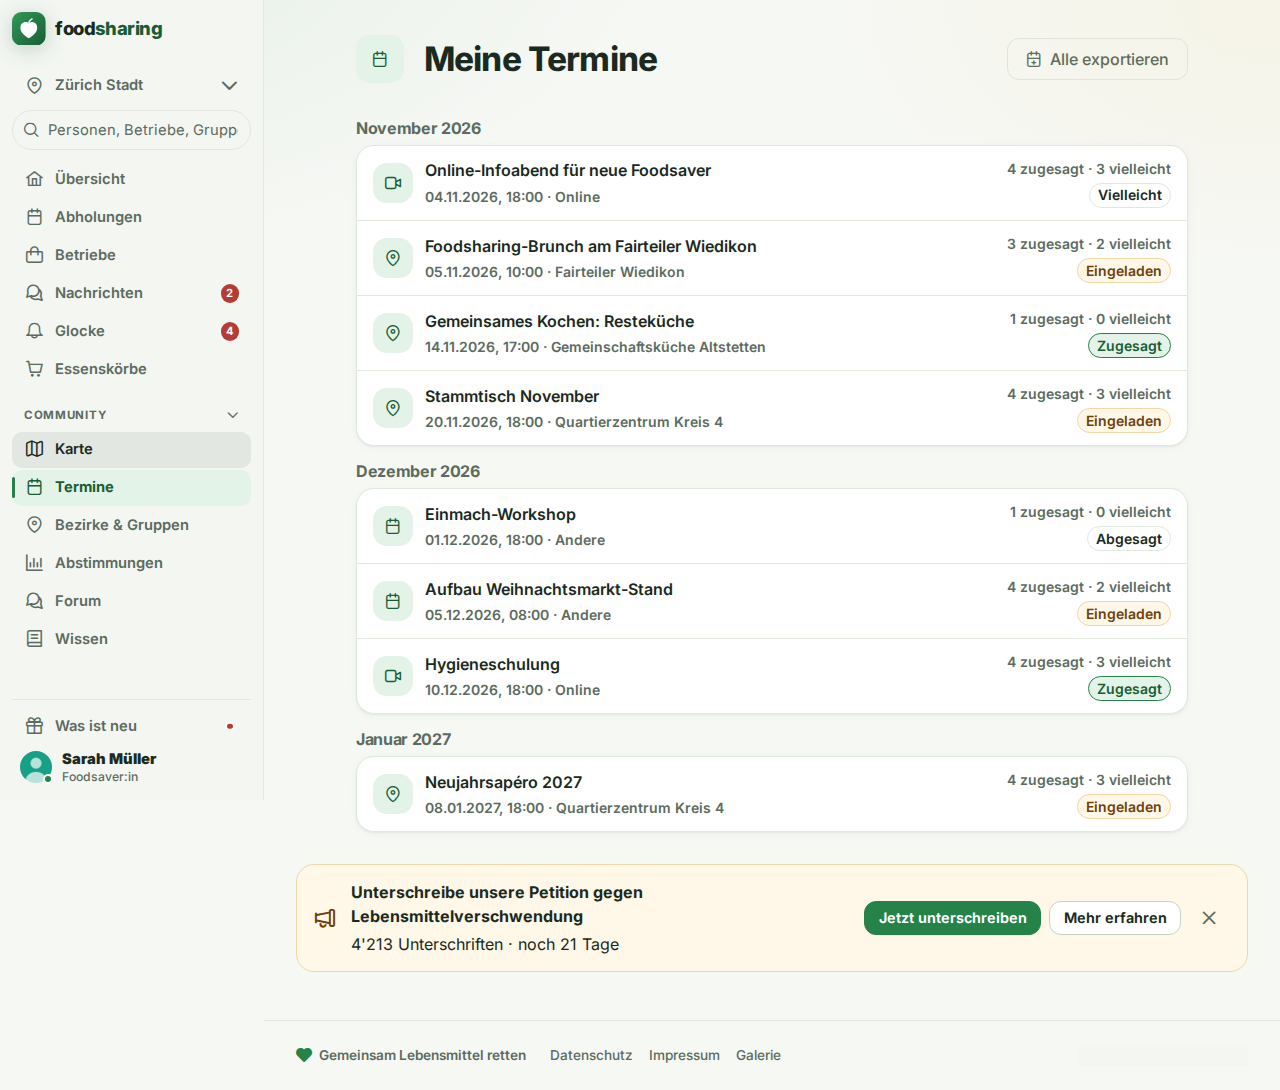 foodsharing
Zürich Stadt
Personen, Betriebe, Grupp
Übersicht
Abholungen
Betriebe
Nachrichten 2
Glocke 4
Essenskörbe
COMMUNITY
Karte
Termine
Bezirke & Gruppen
Abstimmungen
Forum
Wissen
Was ist neu
Sarah Müller
Foodsaver:in
Meine Termine
Alle exportieren
November 2026
Online-Infoabend für neue Foodsaver
04.11.2026, 18:00 · Online
4 zugesagt · 3 vielleicht
Vielleicht
Foodsharing-Brunch am Fairteiler Wiedikon
05.11.2026, 10:00 · Fairteiler Wiedikon
3 zugesagt · 2 vielleicht
Eingeladen
Gemeinsames Kochen: Resteküche
14.11.2026, 17:00 · Gemeinschaftsküche Altstetten
1 zugesagt · 0 vielleicht
Zugesagt
Stammtisch November
20.11.2026, 18:00 · Quartierzentrum Kreis 4
4 zugesagt · 3 vielleicht
Eingeladen
Dezember 2026
Einmach-Workshop
01.12.2026, 18:00 · Andere
1 zugesagt · 0 vielleicht
Abgesagt
Aufbau Weihnachtsmarkt-Stand
05.12.2026, 08:00 · Andere
4 zugesagt · 2 vielleicht
Eingeladen
Hygieneschulung
10.12.2026, 18:00 · Online
4 zugesagt · 3 vielleicht
Zugesagt
Januar 2027
Neujahrsapéro 2027
08.01.2027, 18:00 · Quartierzentrum Kreis 4
4 zugesagt · 3 vielleicht
Eingeladen
Unterschreibe unsere Petition gegen
Lebensmittelverschwendung
4'213 Unterschriften · noch 21 Tage
Jetzt unterschreiben
Mehr erfahren
Gemeinsam Lebensmittel retten
Datenschutz
Impressum
Galerie